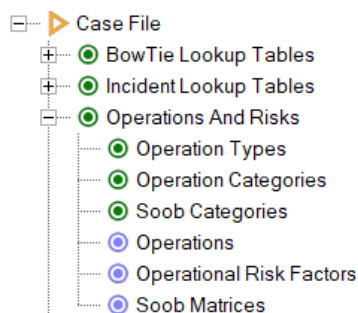 Case File
BowTie Lookup Tables
Incident Lookup Tables
Operations And Risks
Operation Types
Operation Categories
Soob Categories
Operations
Operational Risk Factors
Soob Matrices